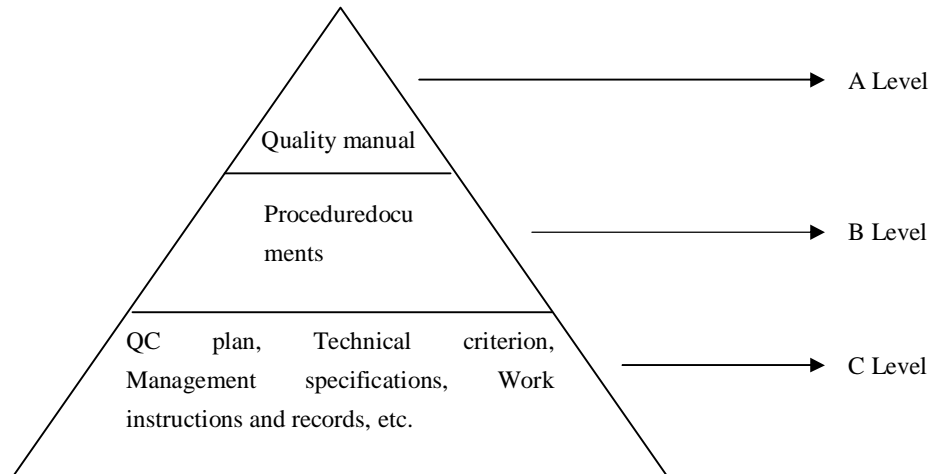 A Level
Quality manual
Proceduredocu
ments
B Level
QC plan, Technical criterion,
Management specifications, Work
instructions and records, etc.
C Level